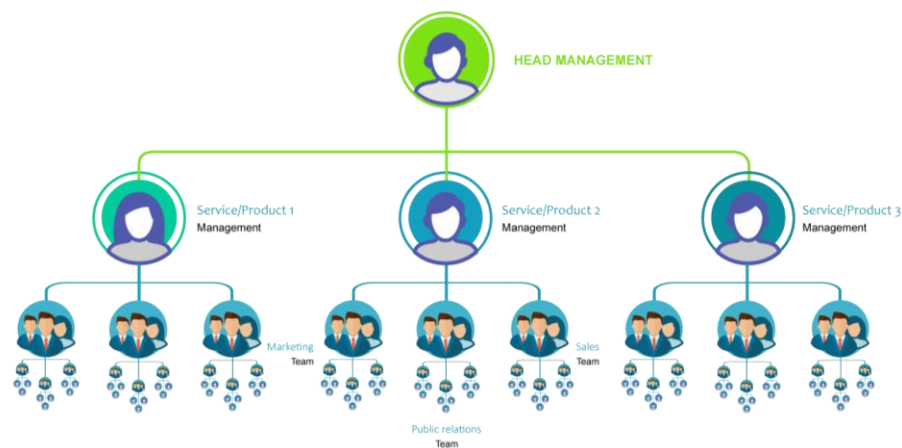 HEAD MANAGEMENT
Service/Product 1
Management
Service/Product 2
Management
Service/Product 3
Management
Marketing
Team
Sales
Team
Public relations
Team